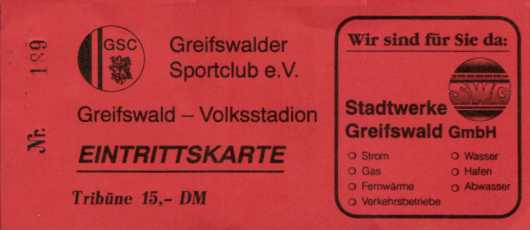 Nr. 189
GSC
Greifswalder
Sportclub e.V.
Greifswald – Volksstadion
EINTRITTSKARTE
Tribüne 15,- DM
Wir sind für Sie da:
SWG
Stadtwerke
Greifswald GmbH
Strom
Gas
Fernwärme
Verkehrsbetriebe
Wasser
Hafen
Abwasser